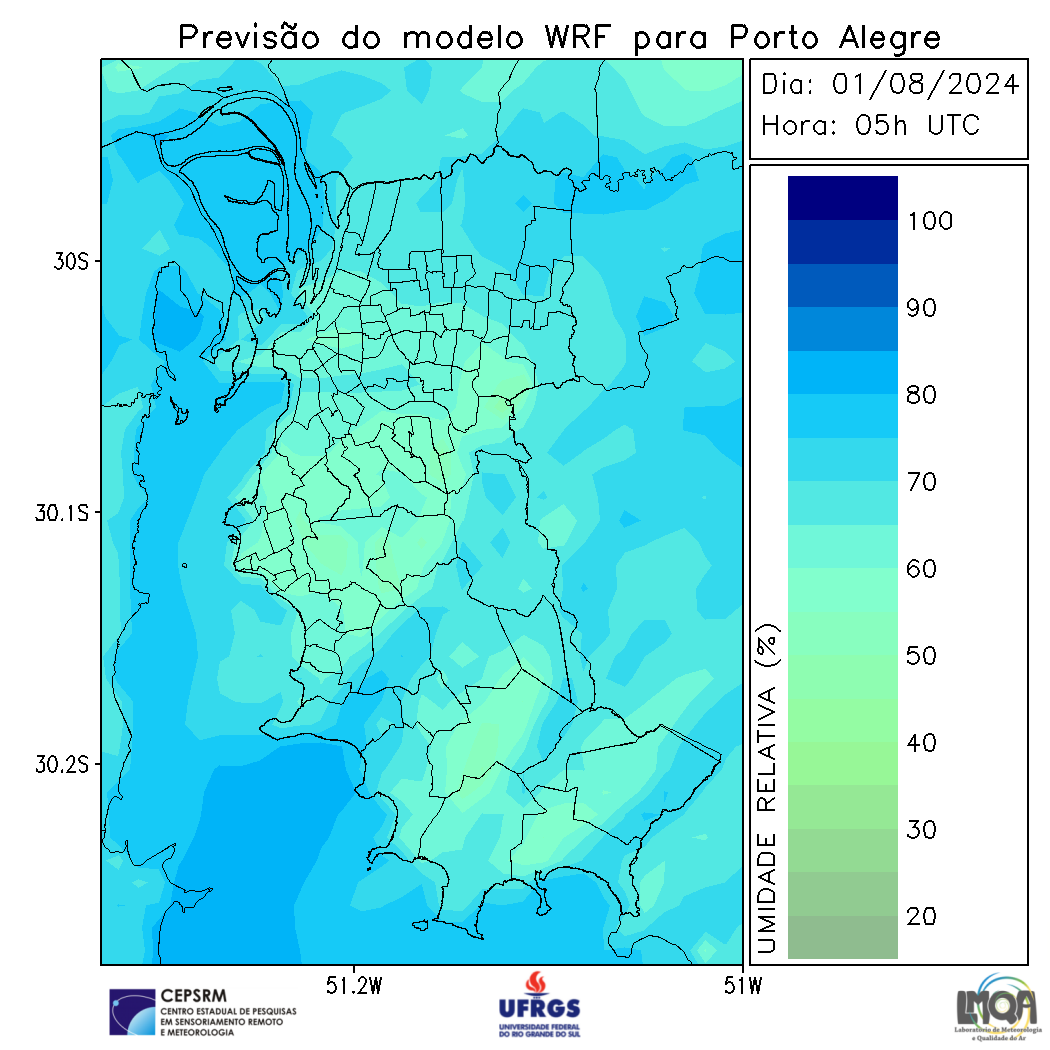 Previsão do modelo WRF para Porto Alegre
Dia: 01/08/2024
Hora: 05h UTC
100
90
80
70
60
50
40
30
20
UMIDADE RELATIVA (%)
30S
30.1S
30.2S
51.2W
51W
CEPSRM
CENTRO ESTADUAL DE PESQUISAS
EM SENSORIAMENTO REMOTO
E METEOROLOGIA
UFRGS
UNIVERSIDADE FEDERAL
DO RIO GRANDE DO SUL
LMQA
Laboratório de Meteorologia
e Qualidade do Ar